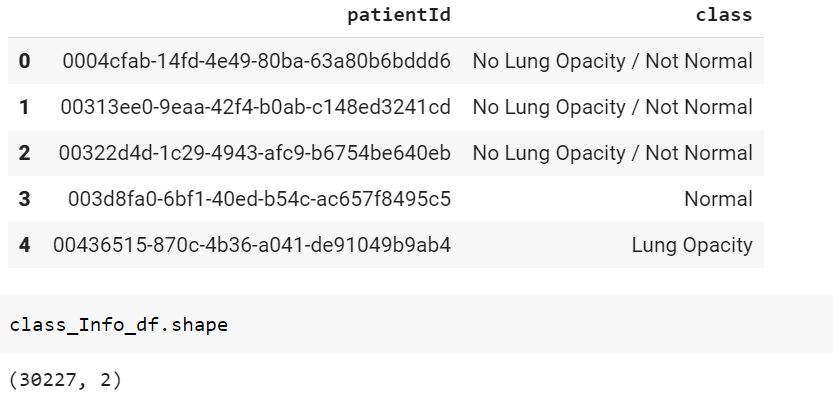 patientId class
0 0004cfab-14fd-4e49-80ba-63a80b6bddd6 No Lung Opacity / Not Normal
1 00313ee0-9eaa-42f4-b0ab-c148ed3241cd No Lung Opacity / Not Normal
2 00322d4d-1c29-4943-afc9-b6754be640eb No Lung Opacity / Not Normal
3 003d8fa0-6bf1-40ed-b54c-ac657f8495c5 Normal
4 00436515-870c-4b36-a041-de91049b9ab4 Lung Opacity
class_Info_df.shape
(30227, 2)